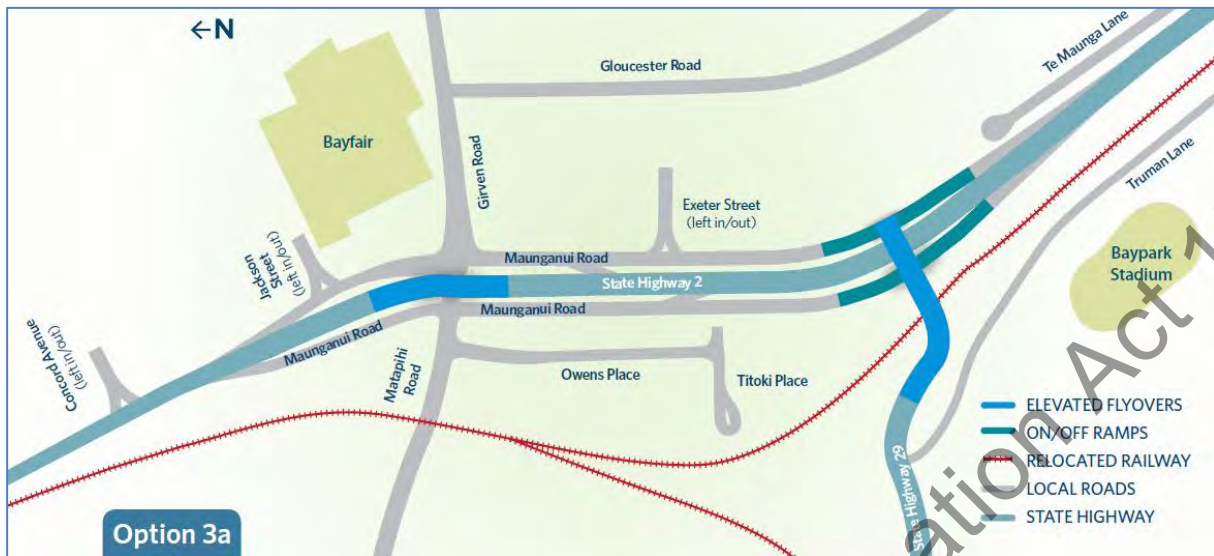 ←N
Gloucester Road
Te Maunga Lane
Bayfair
Girven Road
Truman Lane
Exeter Street
(left in/out)
Jackson
Street
(left in/out)
Maunganui Road
State Highway 2
Baypark
Stadium
Maunganui Road
Concord Avenue
(left in/out)
Maunganui Road
Matapihi
Road
Owens Place
Titoki Place
State Highway 29
ELEVATED FLYOVERS
ON/OFF RAMPS
RELOCATED RAILWAY
LOCAL ROADS
STATE HIGHWAY
Option 3a
ation Act 1